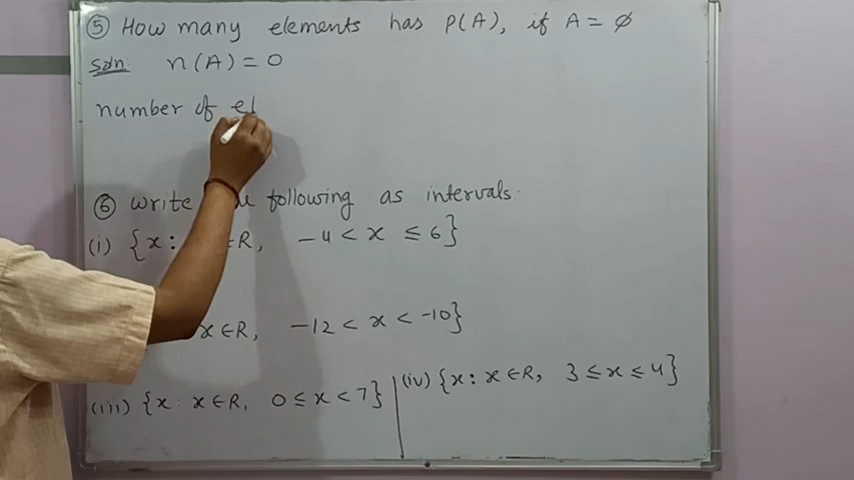 ⑤ How many elements has P(A), if A = ϕ
Soln: n(A) = 0
number of el
⑥ Write following as intervals.
(i) {x: ∈R, -4 < x ≤ 6}
x∈R, -12 < x < -10}
(iii) {x: x∈R, 0 ≤ x < 7}
(iv) {x: x∈R, 3 ≤ x ≤ 4}